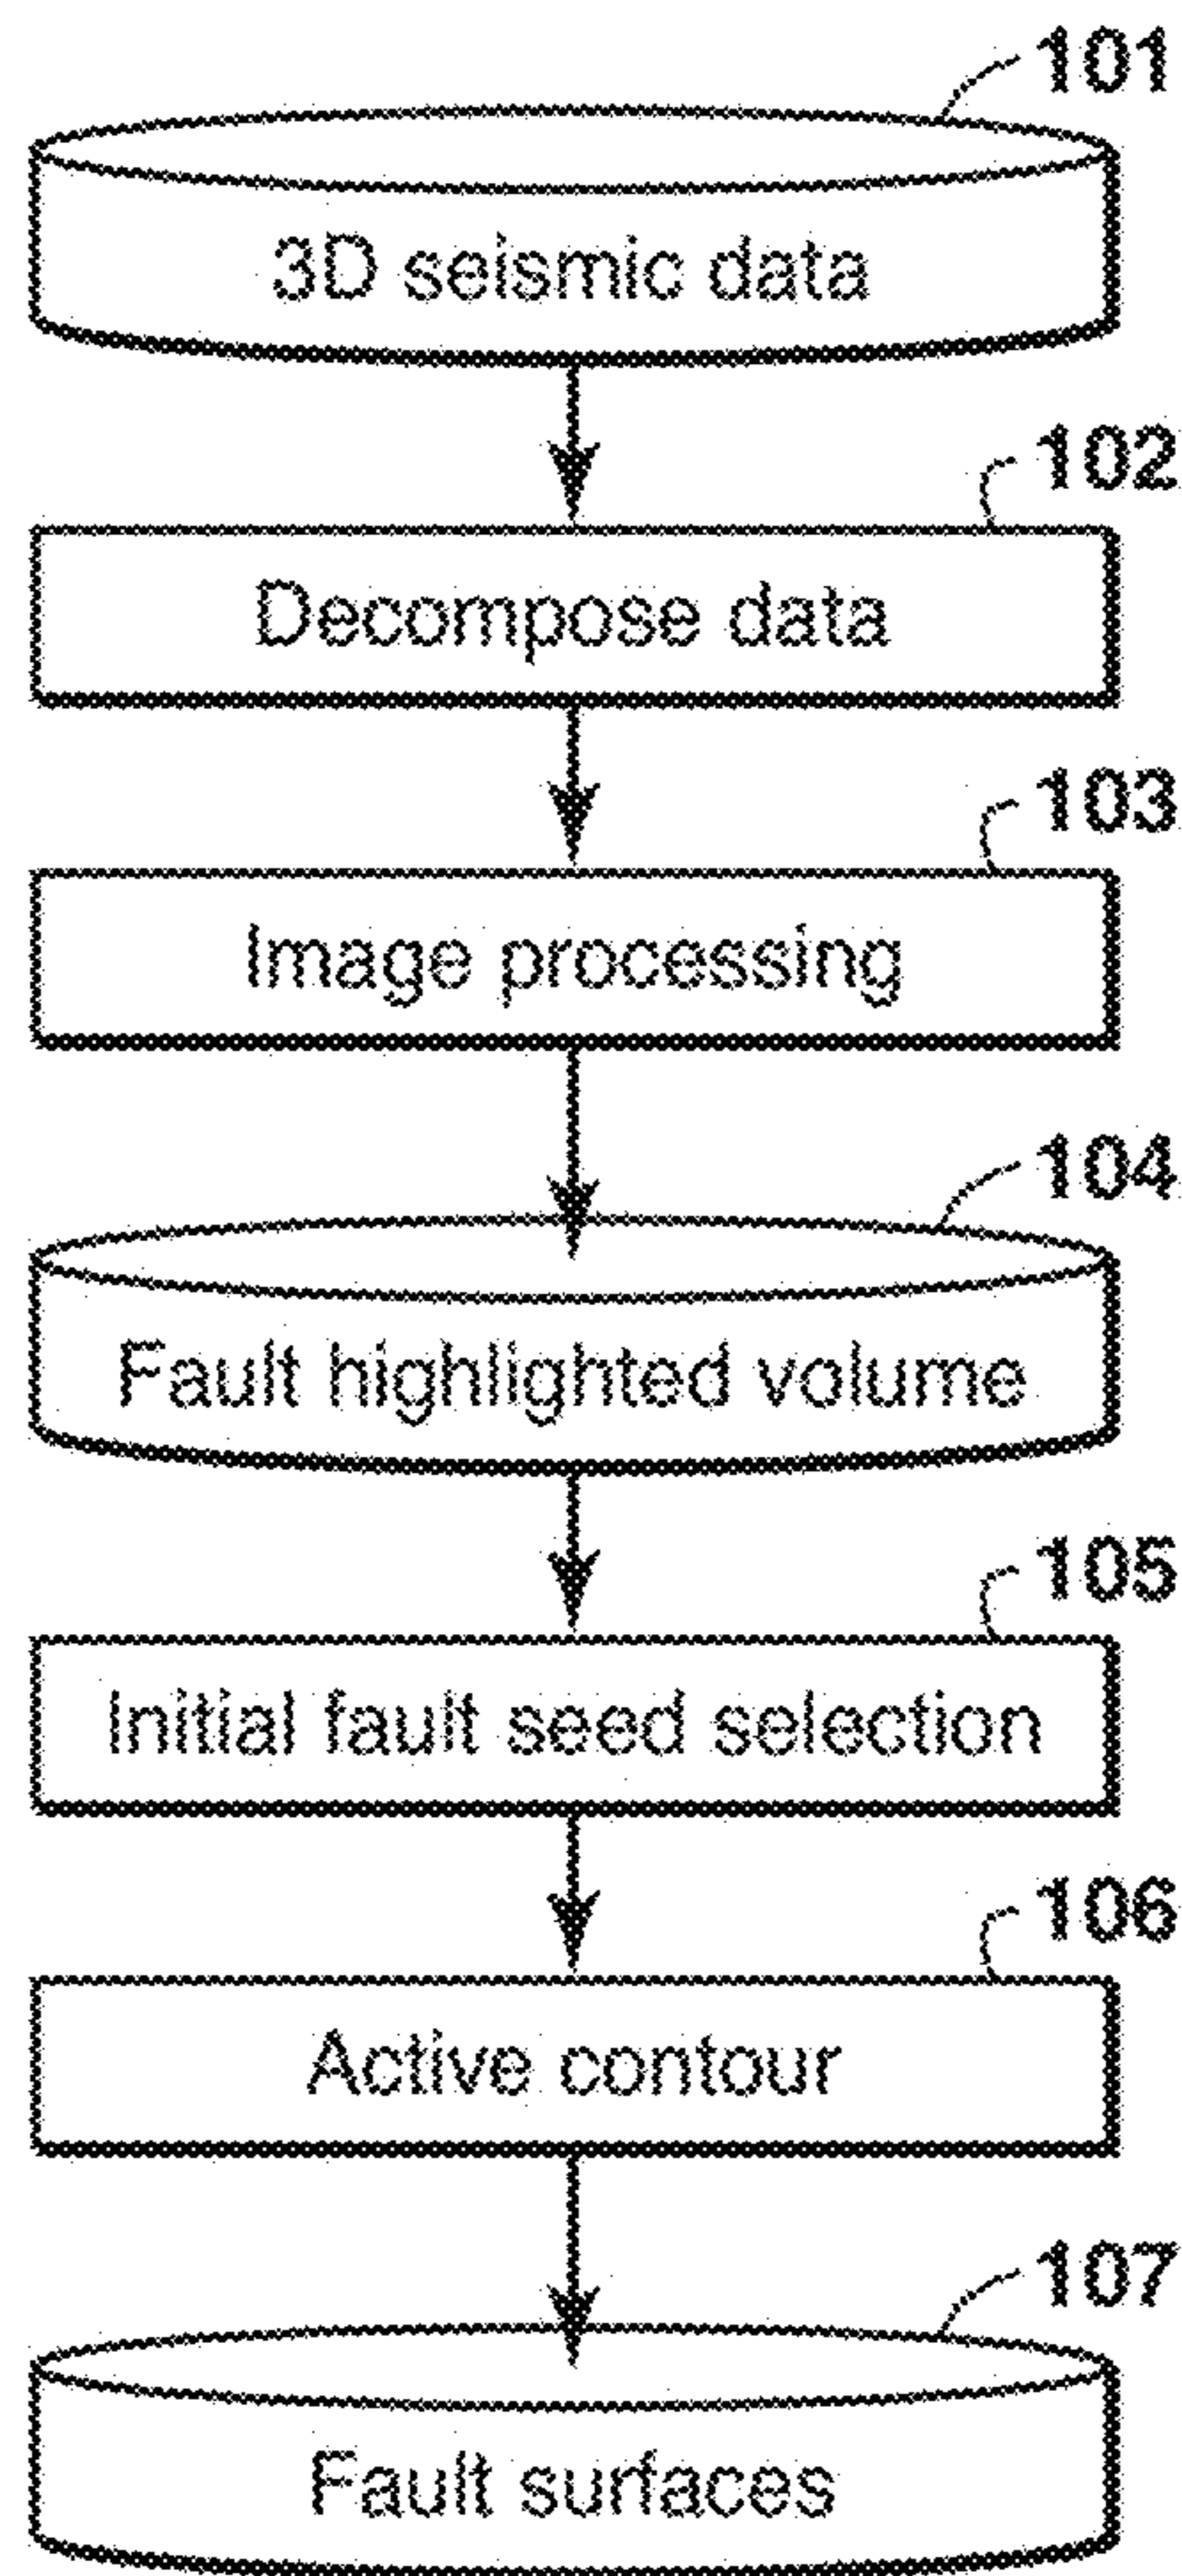 101
3D seismic data
102
Decompose data
103
Image processing
104
Fault highlighted volume
105
Initial fault seed selection
106
Active contour
107
Fault surfaces